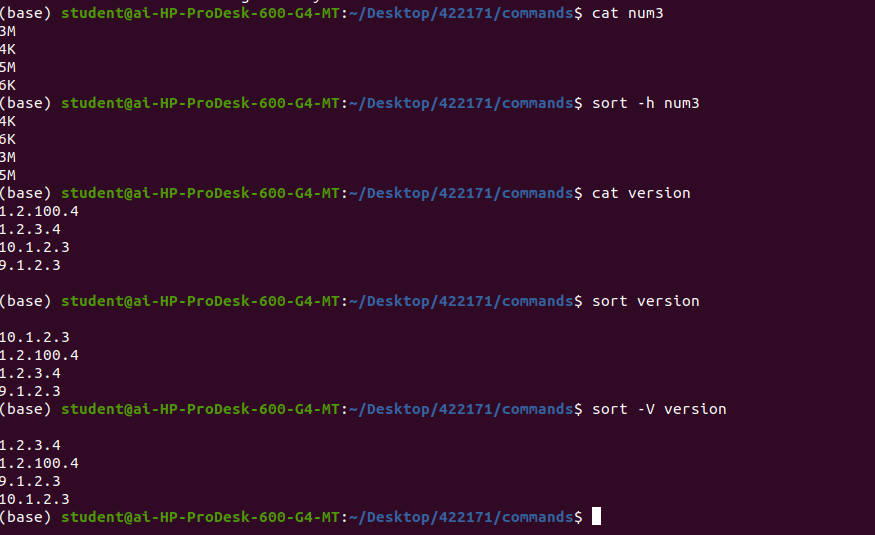 (base) student@ai-HP-ProDesk-600-G4-MT:~/Desktop/422171/commands$ cat num3
3M
4K
5M
6K
(base) student@ai-HP-ProDesk-600-G4-MT:~/Desktop/422171/commands$ sort -h num3
4K
6K
3M
5M
(base) student@ai-HP-ProDesk-600-G4-MT:~/Desktop/422171/commands$ cat version
1.2.100.4
1.2.3.4
10.1.2.3
9.1.2.3
(base) student@ai-HP-ProDesk-600-G4-MT:~/Desktop/422171/commands$ sort version
10.1.2.3
1.2.100.4
1.2.3.4
9.1.2.3
(base) student@ai-HP-ProDesk-600-G4-MT:~/Desktop/422171/commands$ sort -V version
1.2.3.4
1.2.100.4
9.1.2.3
10.1.2.3
(base) student@ai-HP-ProDesk-600-G4-MT:~/Desktop/422171/commands$